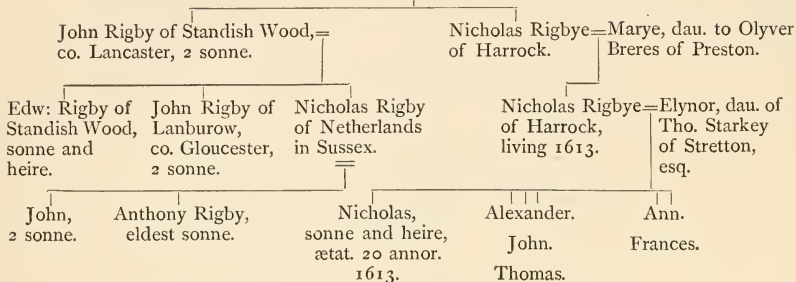 John Rigby of Standish Wood,=
co. Lancaster, 2 sonne.
Nicholas Rigbye=Marye, dau. to Olyver
of Harrock. Breres of Preston.
Edw: Rigby of
Standish Wood,
sonne and
heire.
John Rigby of
Lanburow,
co. Gloucester,
2 sonne.
Nicholas Rigby
of Netherlands
in Sussex.
Nicholas Rigbye=Elynor, dau. of
of Harrock, Tho. Starkey
living 1613. of Stretton,
esq.
John,
2 sonne.
Anthony Rigby,
eldest sonne.
Nicholas,
sonne and heire,
ætat. 20 annor.
1613.
Alexander.
John.
Thomas.
Ann.
Frances.